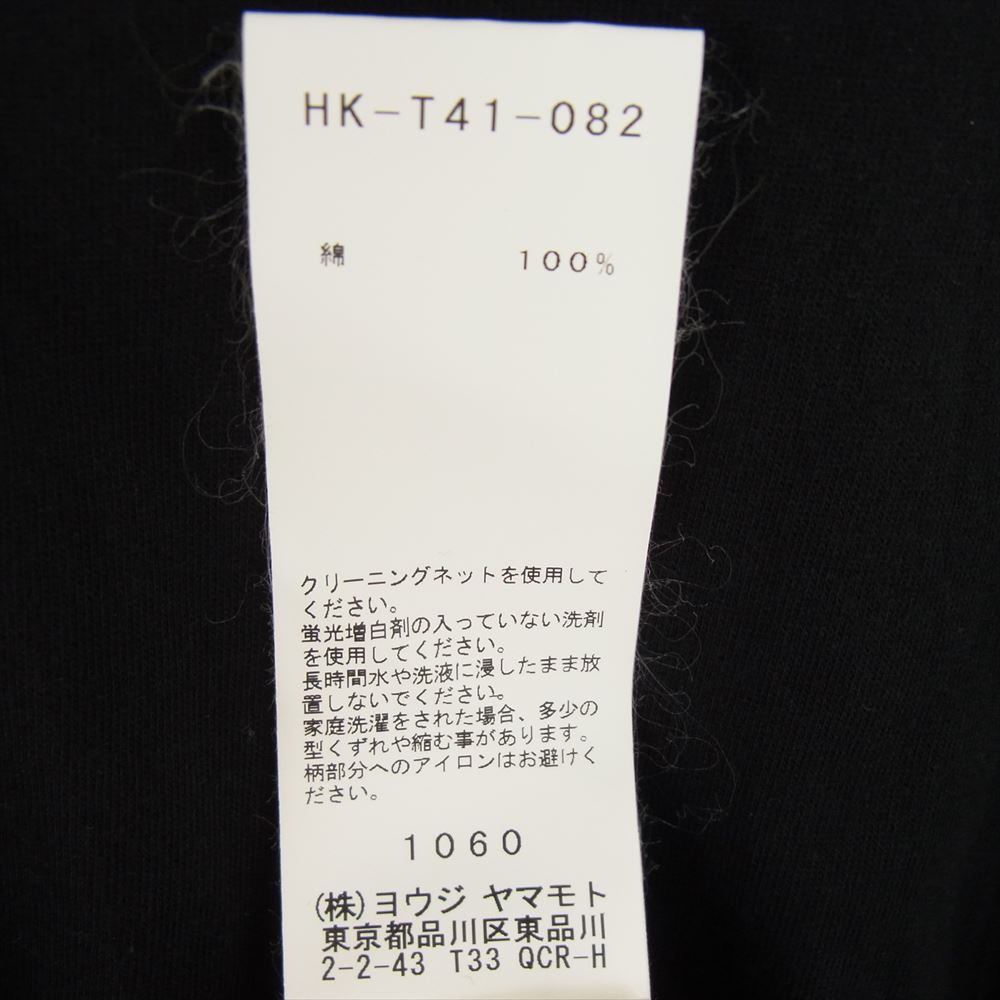 HK-T41-082
綿 100%
クリーニングネットを使用して
ください。
蛍光増白剤の入っていない洗剤
を使用してください。
長時間水や洗液に浸したまま放
置しないでください。
家庭洗濯をされた場合、多少の
型くずれや縮む事があります。
柄部分へのアイロンはお避けく
ださい。
1060
(株)ヨウジ ヤマモト
東京都品川区東品川
2-2-43 T33 QCR-H